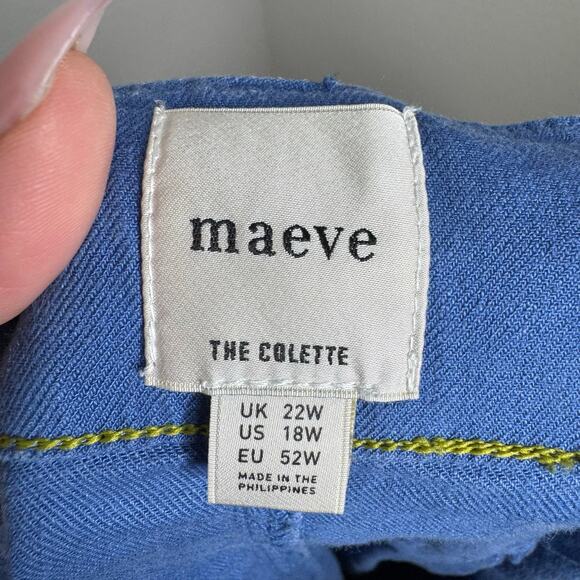 maeve
THE COLETTE
UK 22W
US 18W
EU 52W
MADE IN THE
PHILIPPINES